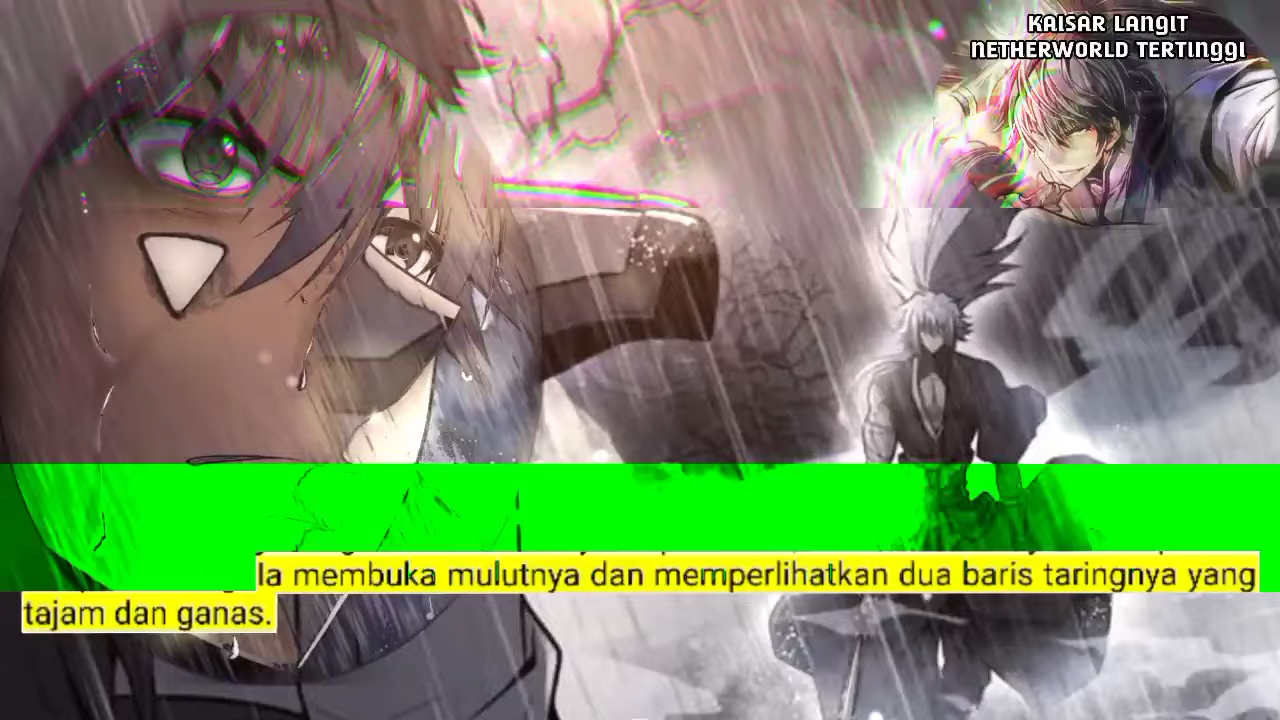 KAISAR LANGIT
NETHERWORLD TERTINGGI
Ia membuka mulutnya dan memperlihatkan dua baris taringnya yang
tajam dan ganas.